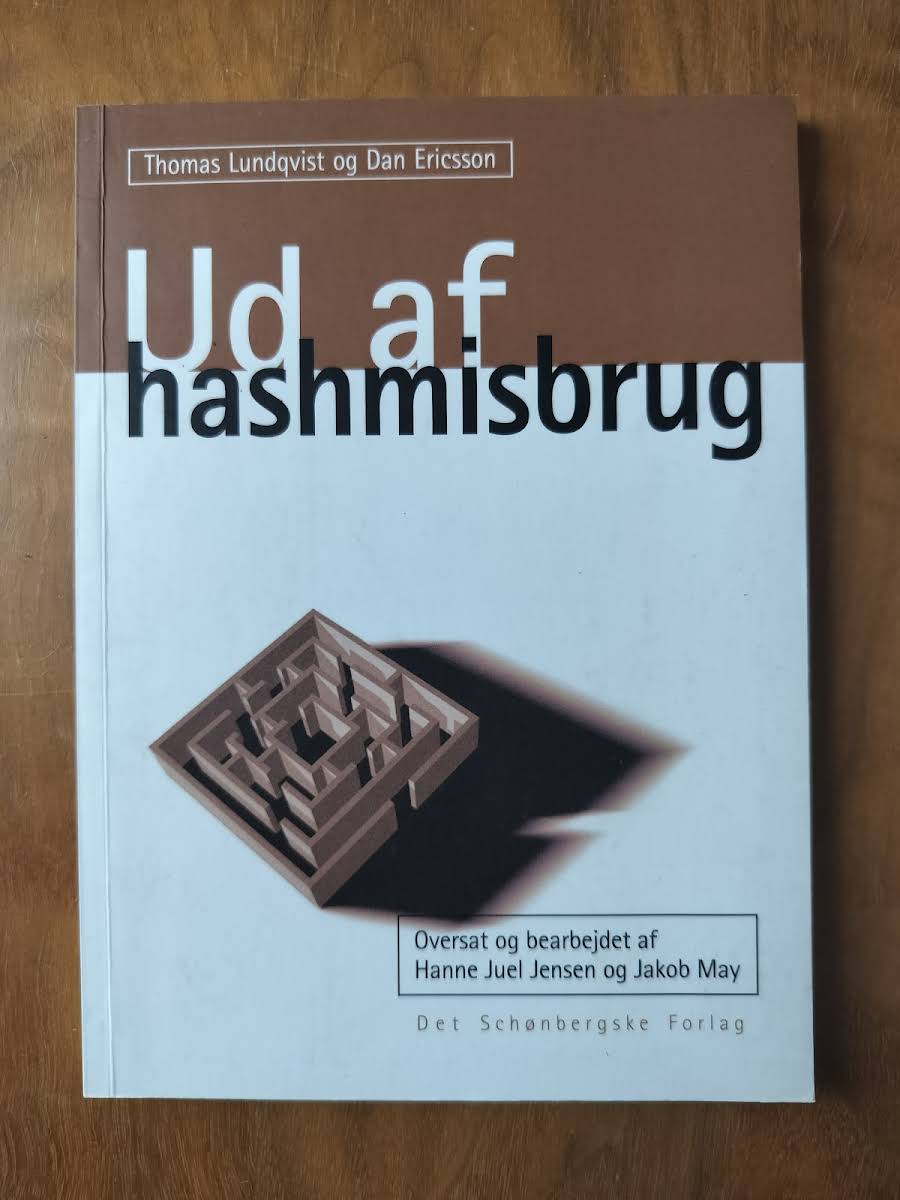 Thomas Lundqvist og Dan Ericsson
Ud af
hashmisbrug
Oversat og bearbejdet af
Hanne Juel Jensen og Jakob May
Det Schønbergske Forlag